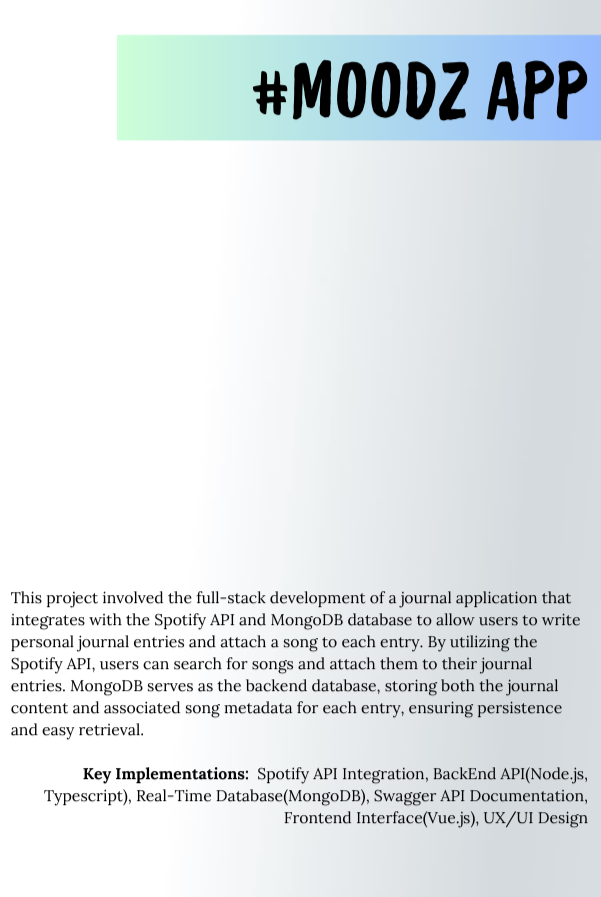 #MOODZ APP
This project involved the full-stack development of a journal application that
integrates with the Spotify API and MongoDB database to allow users to write
personal journal entries and attach a song to each entry. By utilizing the
Spotify API, users can search for songs and attach them to their journal
entries. MongoDB serves as the backend database, storing both the journal
content and associated song metadata for each entry, ensuring persistence
and easy retrieval.
Key Implementations: Spotify API Integration, BackEnd API(Node.js,
Typescript), Real-Time Database(MongoDB), Swagger API Documentation,
Frontend Interface(Vue.js), UX/UI Design